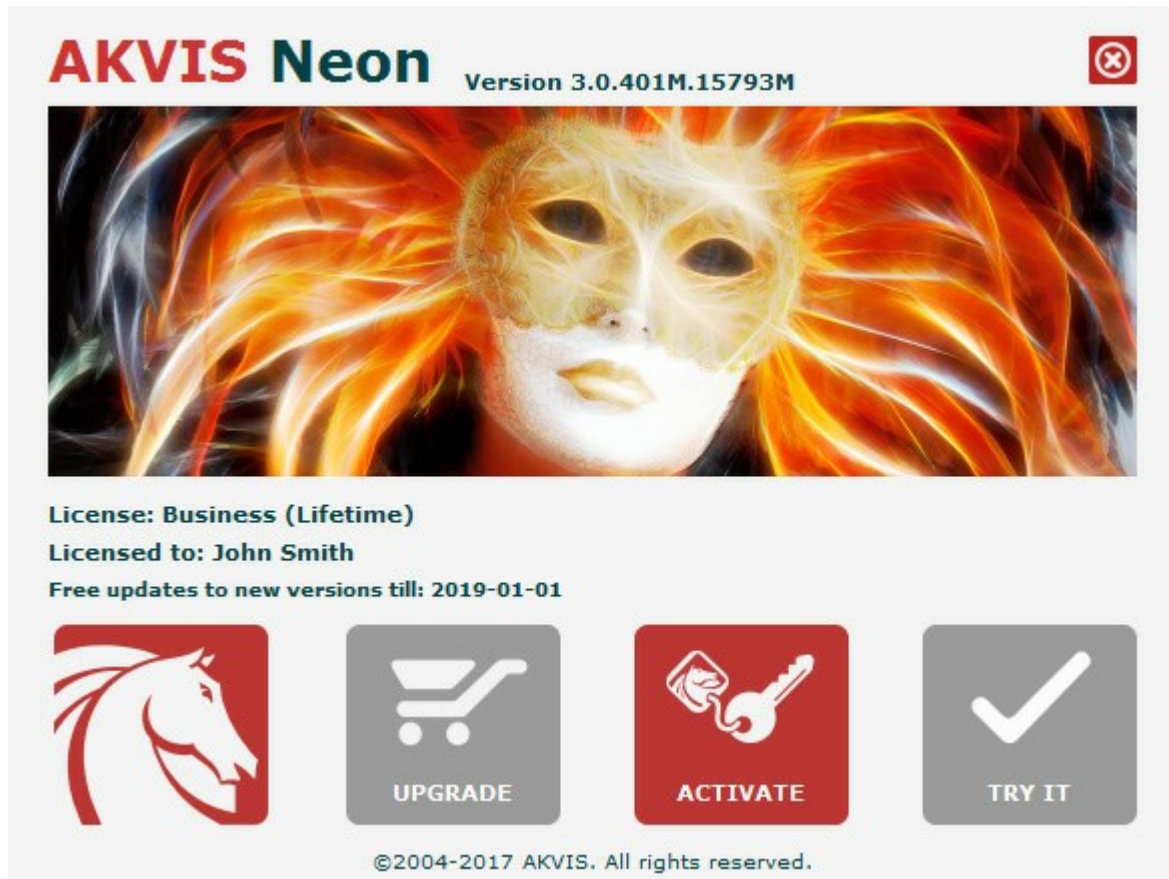 AKVIS Neon Version 3.0.401M.15793M
License: Business (Lifetime)
Licensed to: John Smith
Free updates to new versions till: 2019-01-01
UPGRADE ACTIVATE TRY IT
©2004-2017 AKVIS. All rights reserved.